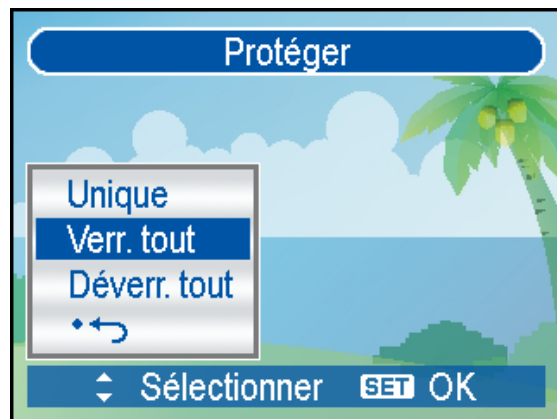 Protéger
Unique
Verr. tout
Déverr. tout
Sélectionner SET OK